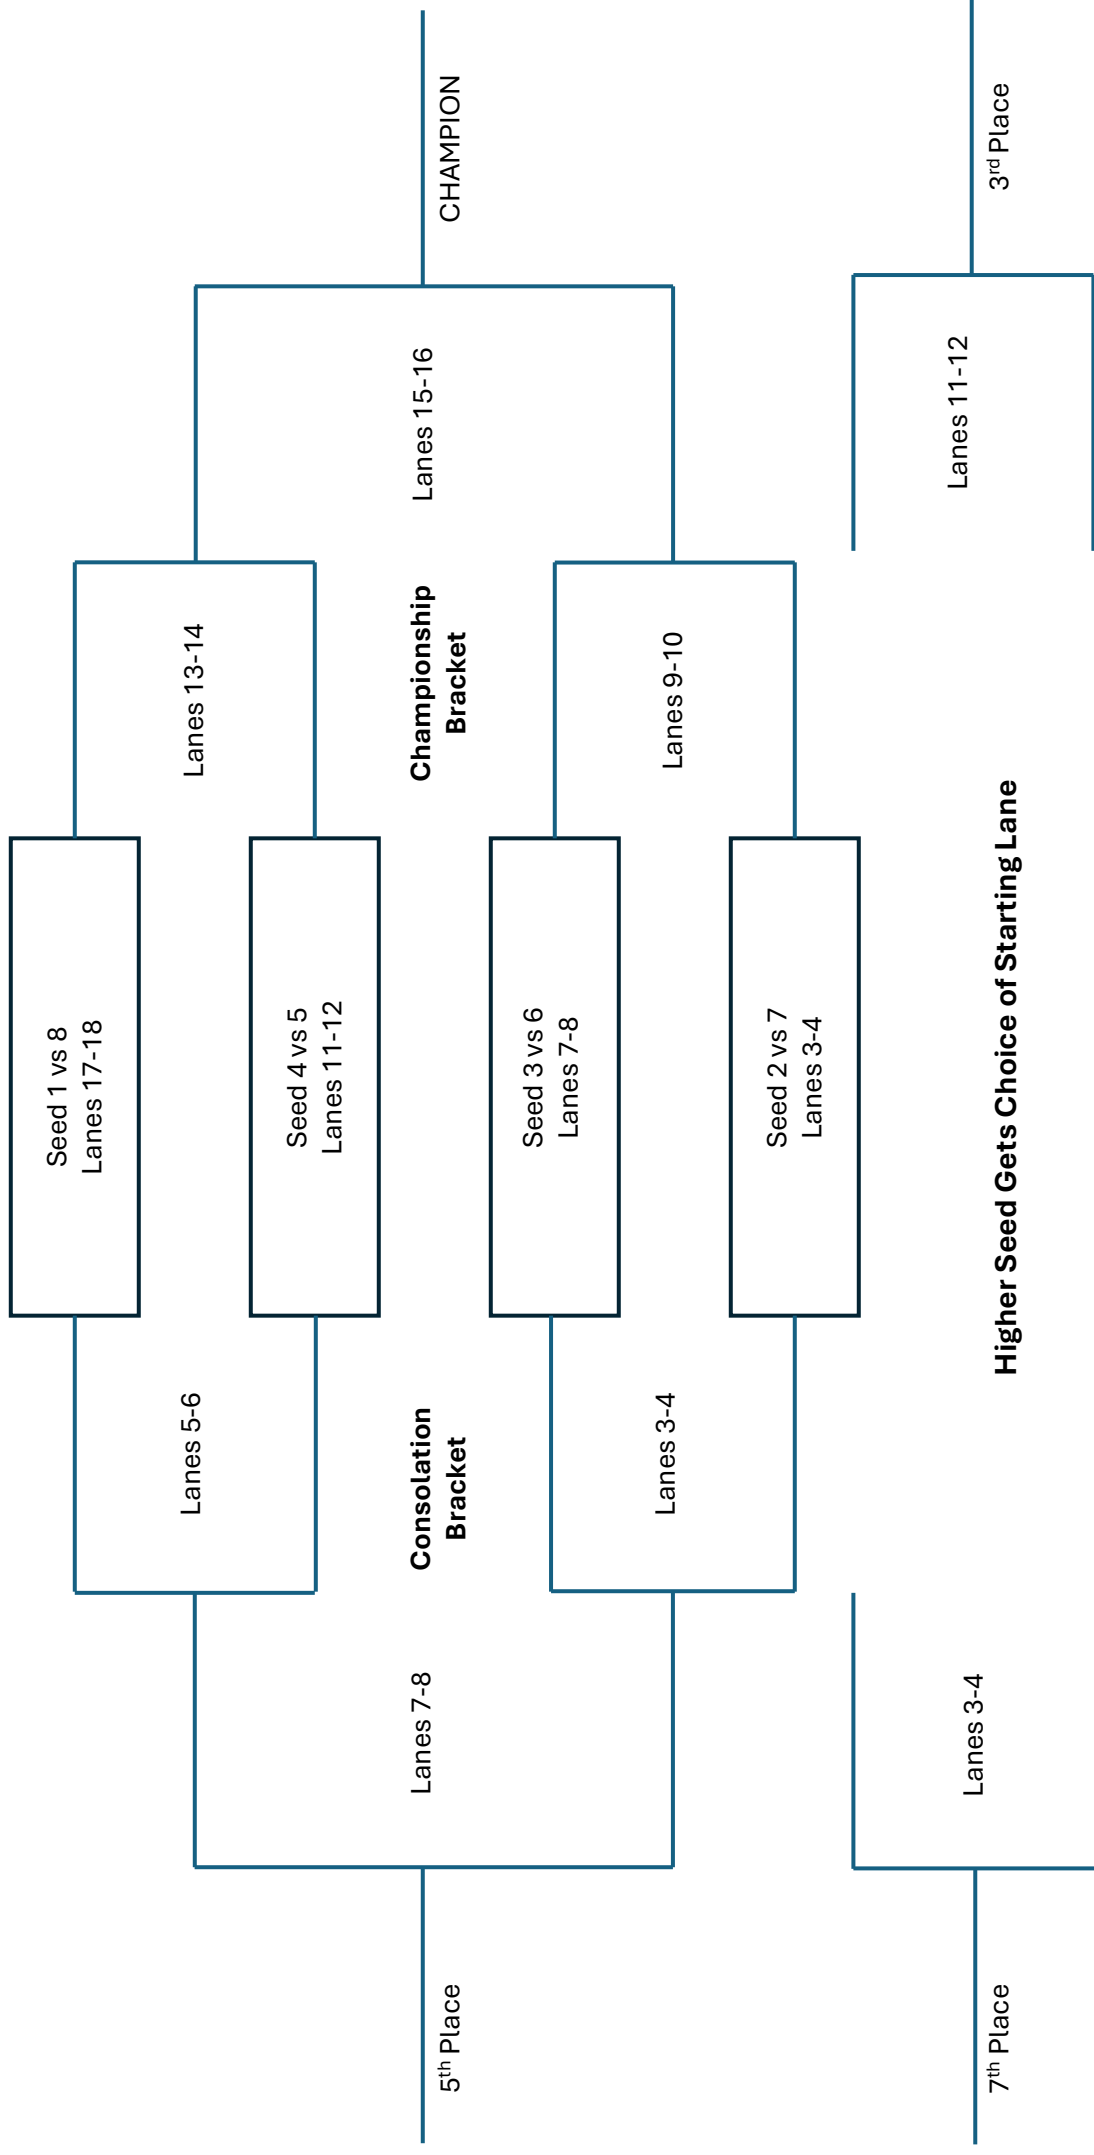 Seed 1 vs 8
Lanes 17-18
Lanes 5-6
Lanes 13-14
Seed 4 vs 5
Lanes 11-12
Consolation
Bracket
Championship
Bracket
Lanes 7-8
Lanes 15-16
5th Place
CHAMPION
Seed 3 vs 6
Lanes 7-8
Lanes 3-4
Lanes 9-10
Seed 2 vs 7
Lanes 3-4
Lanes 3-4
Lanes 11-12
7th Place
Higher Seed Gets Choice of Starting Lane
3rd Place